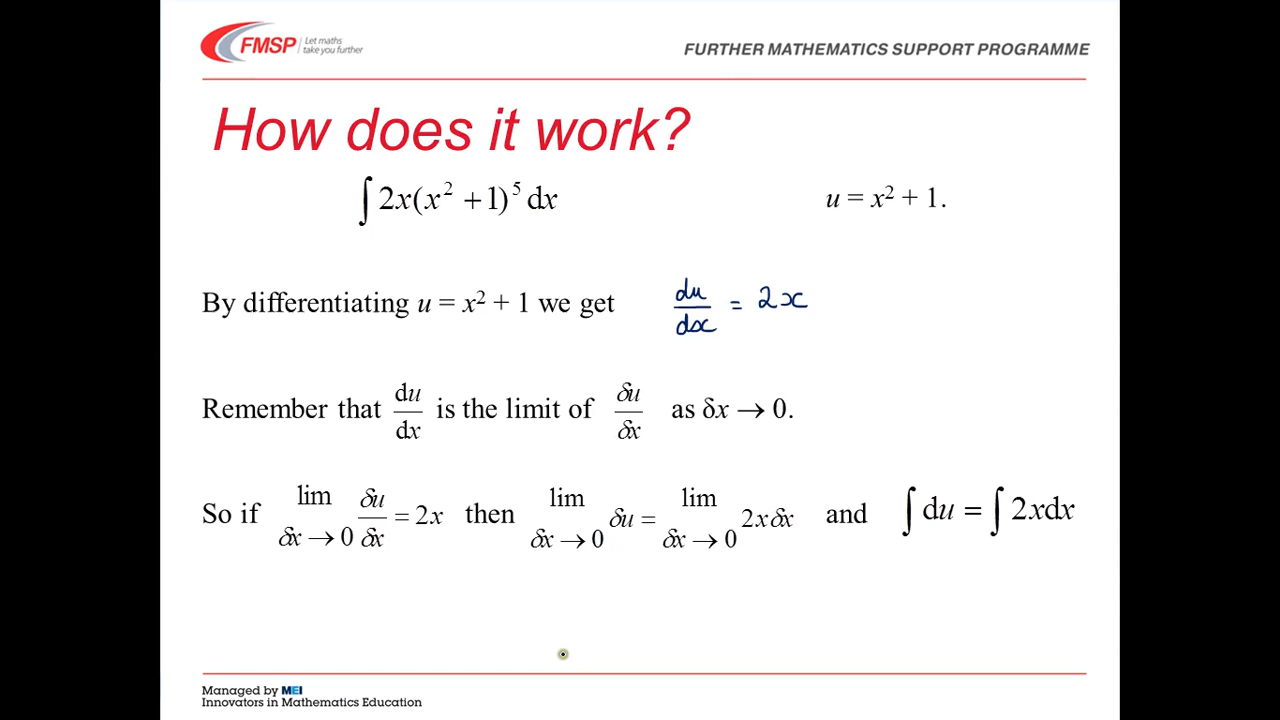 FMSP Let maths take you further
FURTHER MATHEMATICS SUPPORT PROGRAMME
How does it work?
∫ 2x(x² + 1)⁵ dx u = x² + 1.
By differentiating u = x² + 1 we get du/dx = 2x
Remember that du/dx is the limit of δu/δx as δx → 0.
So if lim δx → 0 δu/δx = 2x then lim δx → 0 δu = lim δx → 0 2xδx and ∫ du = ∫ 2xdx
Managed by MEI
Innovators in Mathematics Education